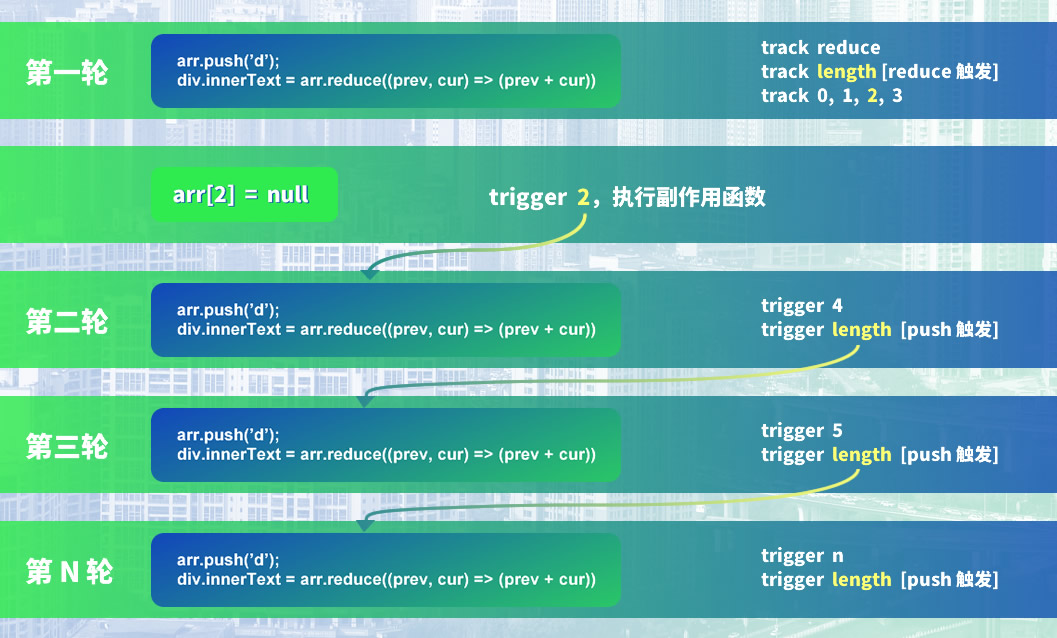 第一轮
arr.push('d');
div.innerText = arr.reduce((prev, cur) => (prev + cur))
track reduce
track length [reduce 触发]
track 0, 1, 2, 3
arr[2] = null
trigger 2，执行副作用函数
第二轮
arr.push('d');
div.innerText = arr.reduce((prev, cur) => (prev + cur))
trigger 4
trigger length [push 触发]
第三轮
arr.push('d');
div.innerText = arr.reduce((prev, cur) => (prev + cur))
trigger 5
trigger length [push 触发]
第 N 轮
arr.push('d');
div.innerText = arr.reduce((prev, cur) => (prev + cur))
trigger n
trigger length [push 触发]